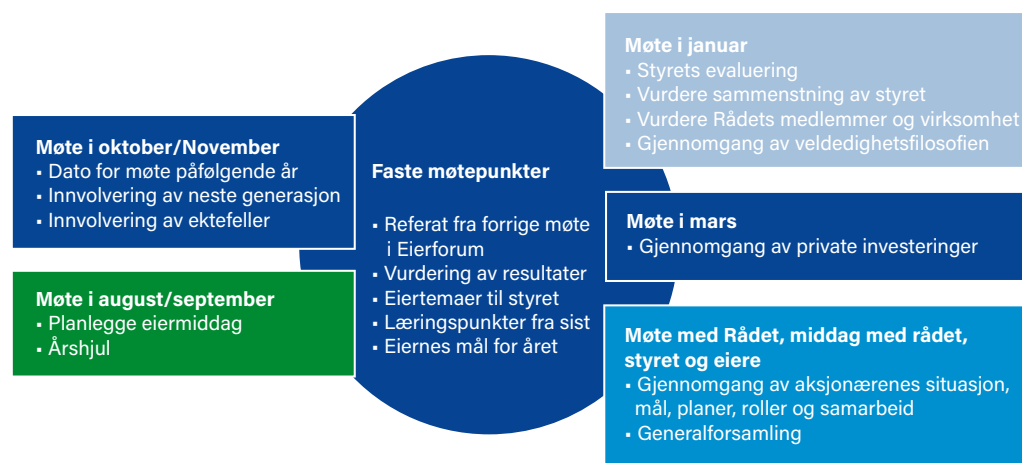 Møte i januar
▪ Styrets evaluering
▪ Vurdere sammenstning av styret
▪ Vurdere Rådets medlemmer og virksomhet
▪ Gjennomgang av veldedighetsfilosofien
Møte i oktober/November
▪ Dato for møte påfølgende år
▪ Innvolvering av neste generasjon
▪ Innvolvering av ektefeller
Faste møtepunkter
▪ Referat fra forrige møte
i Eierforum
▪ Vurdering av resultater
▪ Eiertemaer til styret
▪ Læringspunkter fra sist
▪ Eiernes mål for året
Møte i mars
▪ Gjennomgang av private investeringer
Møte i august/september
▪ Planlegge eiermiddag
▪ Årshjul
Møte med Rådet, middag med rådet,
styret og eiere
▪ Gjennomgang av aksjonærenes situasjon,
mål, planer, roller og samarbeid
▪ Generalforsamling